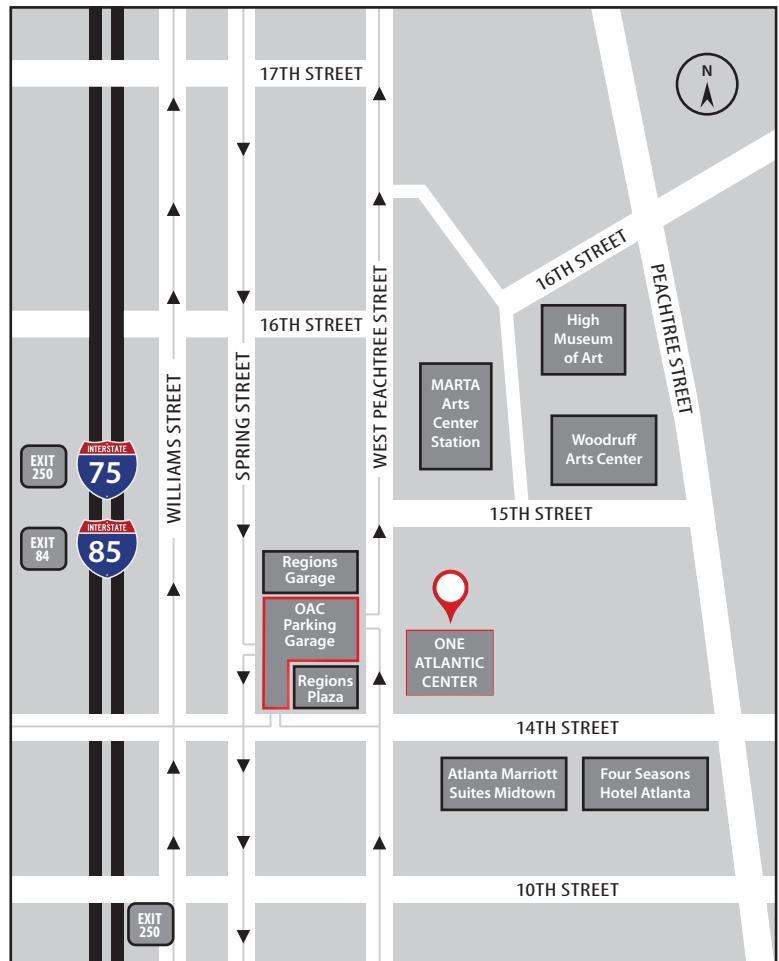 17TH STREET
N
16TH STREET
PEACHTREE STREET
WEST PEACHTREE STREET
High
Museum
of Art
16TH STREET
MARTA
Arts
Center
Station
WILLIAMS STREET
SPRING STREET
Woodruff
Arts Center
EXIT
250
INTERSTATE
75
15TH STREET
EXIT
84
INTERSTATE
85
Regions
Garage
OAC
Parking
Garage
ONE
ATLANTIC
CENTER
Regions
Plaza
14TH STREET
Atlanta Marriott
Suites Midtown
Four Seasons
Hotel Atlanta
10TH STREET
EXIT
250